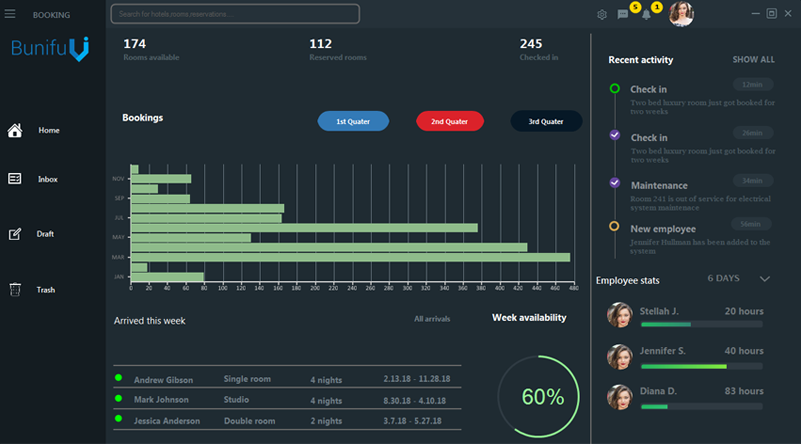 BOOKING
Search for hotels,rooms,reservations....
5
1
Bunifu
Home
Inbox
Draft
Trash
174
Rooms available
112
Reserved rooms
245
Checked in
Bookings
1st Quater
2nd Quater
3rd Quater
NOV
SEP
JUL
MAY
MAR
JAN
0 20 40 60 80 100 120 140 160 180 200 220 240 260 280 300 320 340 360 380 400 420 440 460 480
Arrived this week
All arrivals
Andrew Gibson Single room 4 nights 2.13.18 - 11.28.18
Mark Johnson Studio 4 nights 8.30.18 - 4.10.18
Jessica Anderson Double room 2 nights 3.7.18 - 5.27.18
Week availability
60%
Recent activity
SHOW ALL
Check in 12min
Two bed luxury room just got booked for
two weeks
Check in 26min
Two bed luxury room just got booked for
two weeks
Maintenance 34min
Room 241 is out of service for electrical
system maintenace
New employee 56min
Jennifer Hullman has been added to the
system
Employee stats
6 DAYS
Stellah J. 20 hours
Jennifer S. 40 hours
Diana D. 83 hours